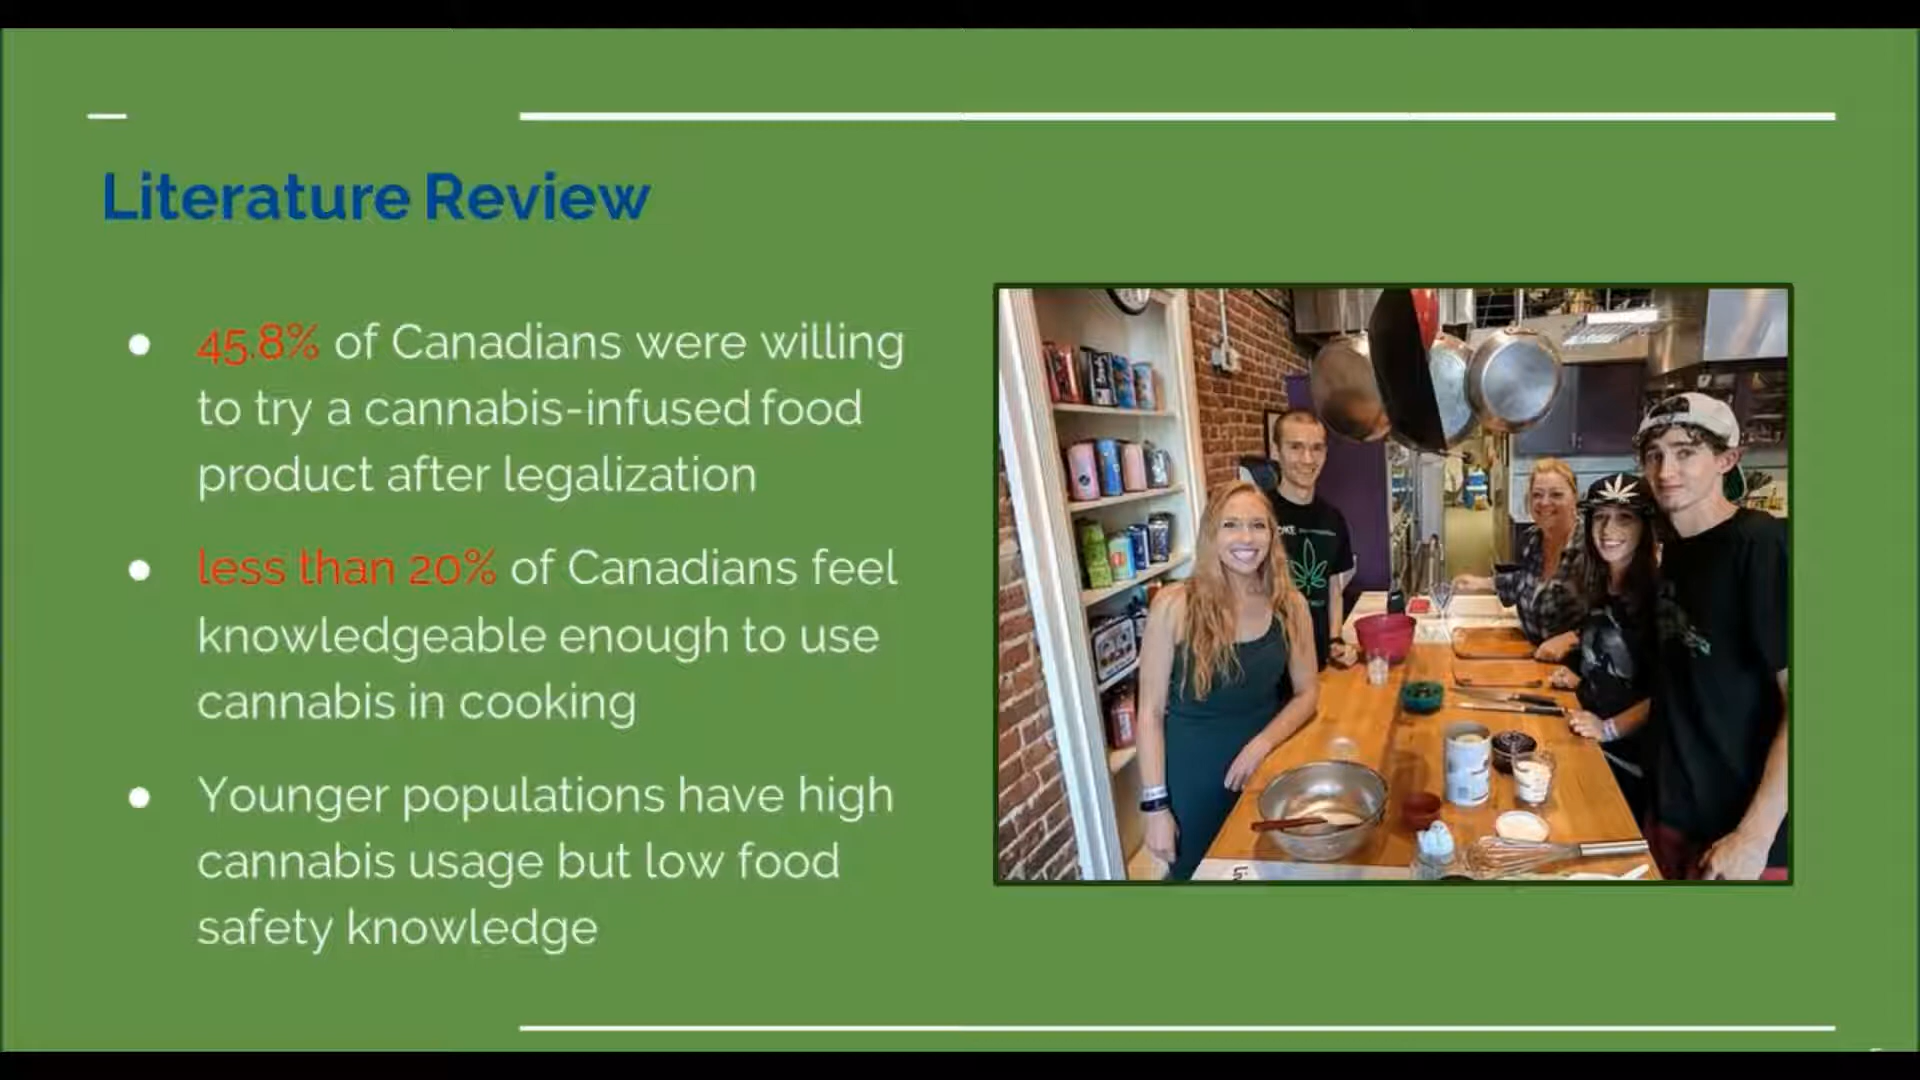 Literature Review
45.8% of Canadians were willing
to try a cannabis-infused food
product after legalization
less than 20% of Canadians feel
knowledgeable enough to use
cannabis in cooking
Younger populations have high
cannabis usage but low food
safety knowledge